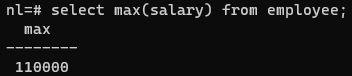 nl=# select max(salary) from employee;
max
--------
110000